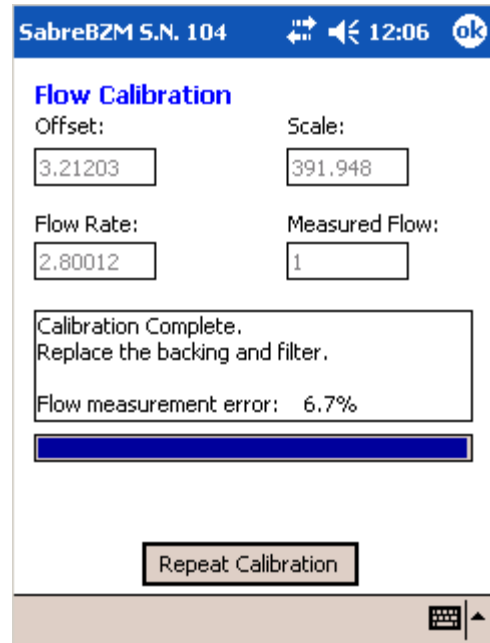 SabreBZM S.N. 104 12:06 ok
Flow Calibration
Offset: Scale:
3.21203 391.948
Flow Rate: Measured Flow:
2.80012 1
Calibration Complete.
Replace the backing and filter.
Flow measurement error: 6.7%
Repeat Calibration